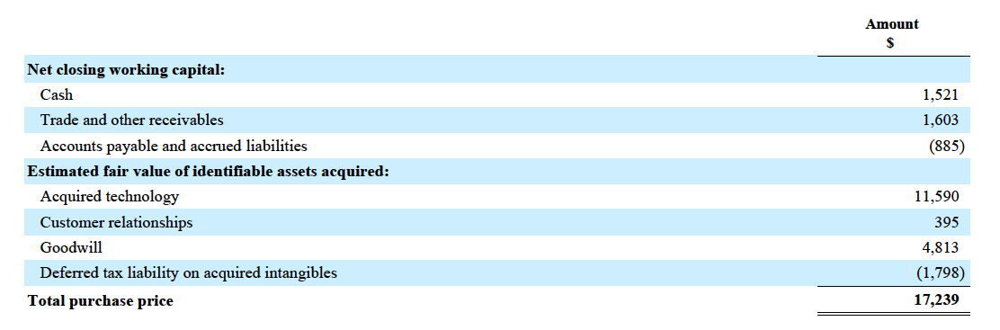 Amount
$
Net closing working capital:
Cash 1,521
Trade and other receivables 1,603
Accounts payable and accrued liabilities (885)
Estimated fair value of identifiable assets acquired:
Acquired technology 11,590
Customer relationships 395
Goodwill 4,813
Deferred tax liability on acquired intangibles (1,798)
Total purchase price 17,239